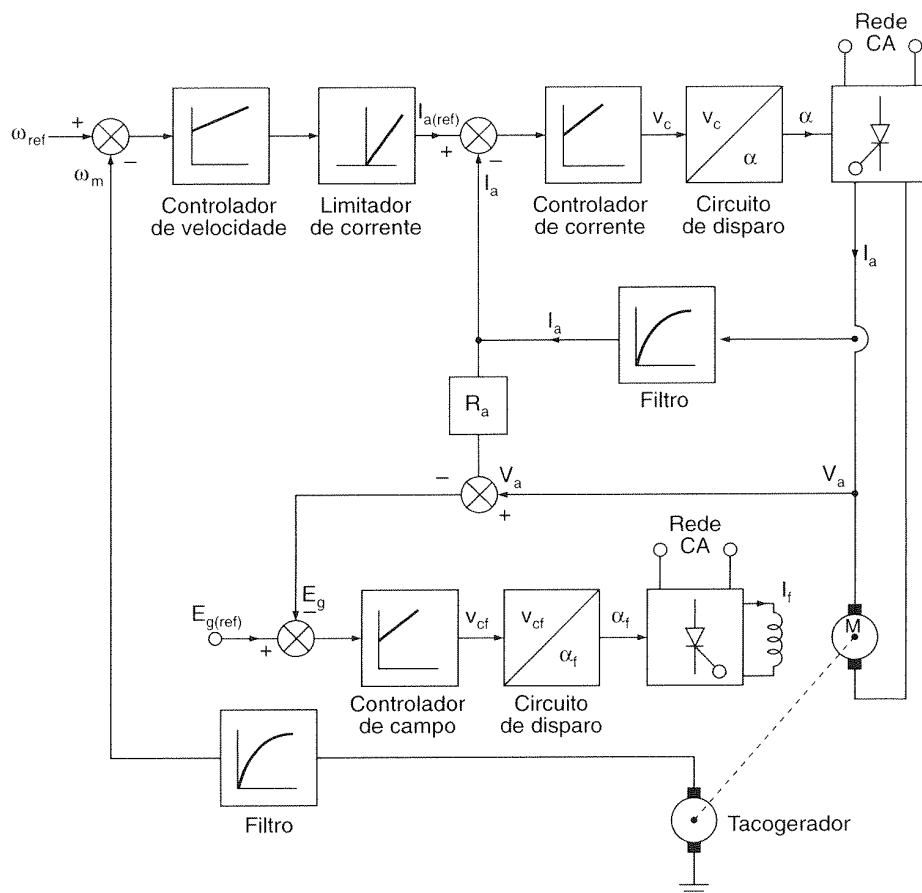 Rede
CA
ω_ref
+
−
ω_m
Controlador
de velocidade
Limitador
de corrente
I_a(ref)
+
−
I_a
Controlador
de corrente
v_c
v_c
α
Circuito
de disparo
α
I_a
I_a
Filtro
R_a
−
V_a
+
V_a
Rede
CA
E_g(ref)
+
E_g
−
Controlador
de campo
v_cf
v_cf
α_f
Circuito
de disparo
α_f
I_f
M
Filtro
Tacogerador